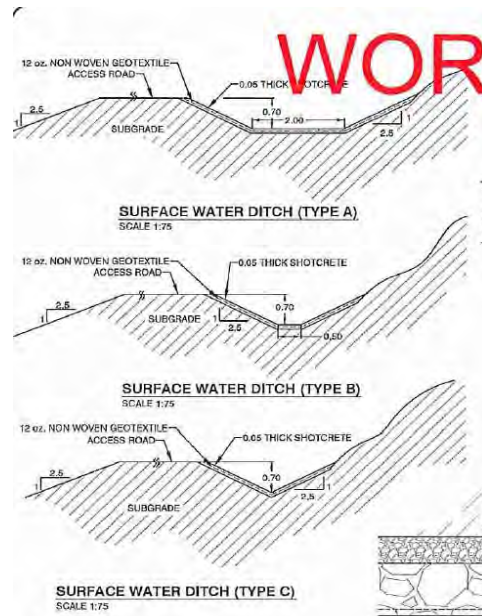 WOR
12 oz. NON WOVEN GEOTEXTILE
ACCESS ROAD
0.05 THICK SHOTCRETE
2.5
1
0.70
2.00
SUBGRADE
1
2.5
SURFACE WATER DITCH (TYPE A)
SCALE 1:75
12 oz. NON WOVEN GEOTEXTILE
ACCESS ROAD
0.05 THICK SHOTCRETE
2.5
1
0.70
SUBGRADE
1
2.5
0.50
SURFACE WATER DITCH (TYPE B)
SCALE 1:75
12 oz. NON WOVEN GEOTEXTILE
ACCESS ROAD
0.05 THICK SHOTCRETE
2.5
1
0.70
1
2.5
SUBGRADE
SURFACE WATER DITCH (TYPE C)
SCALE 1:75